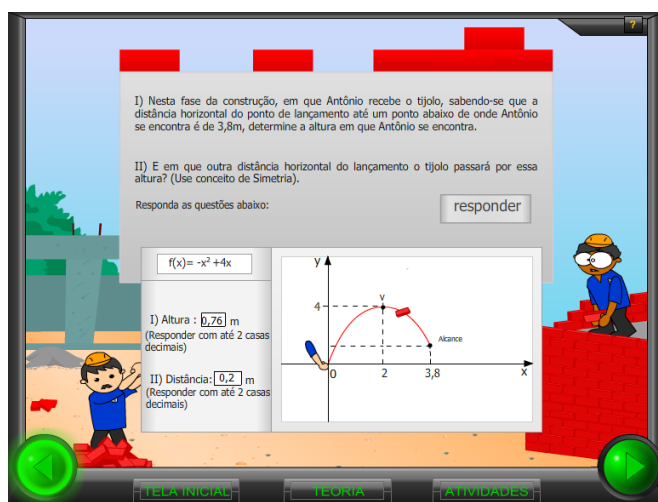 ?
I) Nesta fase da construção, em que Antônio recebe o tijolo, sabendo-se que a
distância horizontal do ponto de lançamento até um ponto abaixo de onde Antônio
se encontra é de 3,8m, determine a altura em que Antônio se encontra.
II) E em que outra distância horizontal do lançamento o tijolo passará por essa
altura? (Use conceito de Simetria).
Responda as questões abaixo:
responder
f(x)= -x² +4x
I) Altura : 0,76 m
(Responder com até 2 casas
decimais)
II) Distância: 0,2 m
(Responder com até 2 casas
decimais)
y
V
4
Alcance
0 2 3,8 x
TELA INICIAL TEORIA ATIVIDADES